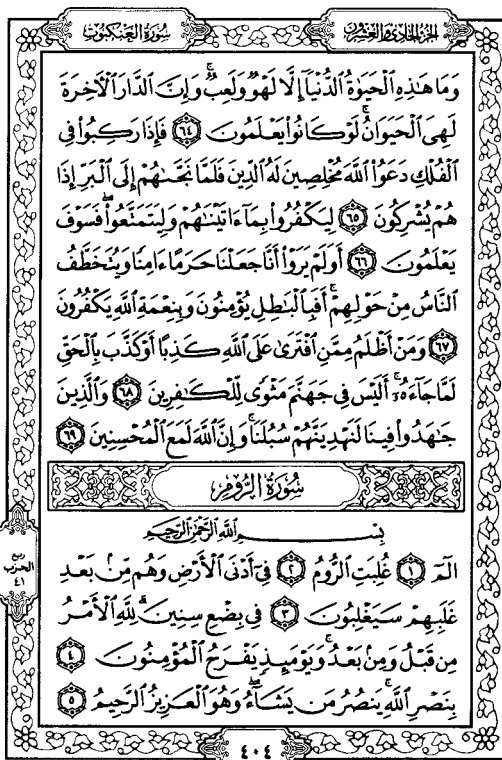 الجزء الحادي والعشرون
سورة العنكبوت
وَمَا هَٰذِهِ ٱلْحَيَوٰةُ ٱلدُّنْيَآ إِلَّا لَهْوٌ وَلَعِبٌ ۚ وَإِنَّ ٱلدَّارَ ٱلْءَاخِرَةَ
لَهِىَ ٱلْحَيَوَانُ ۚ لَوْ كَانُوا۟ يَعْلَمُونَ ٦٤ فَإِذَا رَكِبُوا۟ فِى
ٱلْفُلْكِ دَعَوُا۟ ٱللَّهَ مُخْلِصِينَ لَهُ ٱلدِّينَ فَلَمَّا نَجَّىٰهُمْ إِلَى ٱلْبَرِّ إِذَا
هُمْ يُشْرِكُونَ ٦٥ لِيَكْفُرُوا۟ بِمَآ ءَاتَيْنَٰهُمْ وَلِيَتَمَتَّعُوا۟ ۖ فَسَوْفَ
يَعْلَمُونَ ٦٦ أَوَلَمْ يَرَوْا۟ أَنَّا جَعَلْنَا حَرَمًا ءَامِنًا وَيُتَخَطَّفُ
ٱلنَّاسُ مِنْ حَوْلِهِمْ ۚ أَفَبِٱلْبَٰطِلِ يُؤْمِنُونَ وَبِنِعْمَةِ ٱللَّهِ يَكْفُرُونَ
٦٧ وَمَنْ أَظْلَمُ مِمَّنِ ٱفْتَرَىٰ عَلَى ٱللَّهِ كَذِبًا أَوْ كَذَّبَ بِٱلْحَقِّ
لَمَّا جَآءَهُۥٓ ۚ أَلَيْسَ فِى جَهَنَّمَ مَثْوًى لِّلْكَٰفِرِينَ ٦٨ وَٱلَّذِينَ
جَٰهَدُوا۟ فِينَا لَنَهْدِيَنَّهُمْ سُبُلَنَا ۚ وَإِنَّ ٱللَّهَ لَمَعَ ٱلْمُحْسِنِينَ ٦٩
سورة الروم
بِسْمِ ٱللَّهِ ٱلرَّحْمَٰنِ ٱلرَّحِيمِ
الٓمٓ ١ غُلِبَتِ ٱلرُّومُ ٢ فِىٓ أَدْنَى ٱلْأَرْضِ وَهُم مِّنۢ بَعْدِ
غَلَبِهِمْ سَيَغْلِبُونَ ٣ فِى بِضْعِ سِنِينَ ۗ لِلَّهِ ٱلْأَمْرُ
مِن قَبْلُ وَمِنۢ بَعْدُ ۚ وَيَوْمَئِذٍ يَفْرَحُ ٱلْمُؤْمِنُونَ ٤
بِنَصْرِ ٱللَّهِ ۚ يَنصُرُ مَن يَشَآءُ ۖ وَهُوَ ٱلْعَزِيزُ ٱلرَّحِيمُ ٥
ربع
الحزب
٤١
٤٠٤